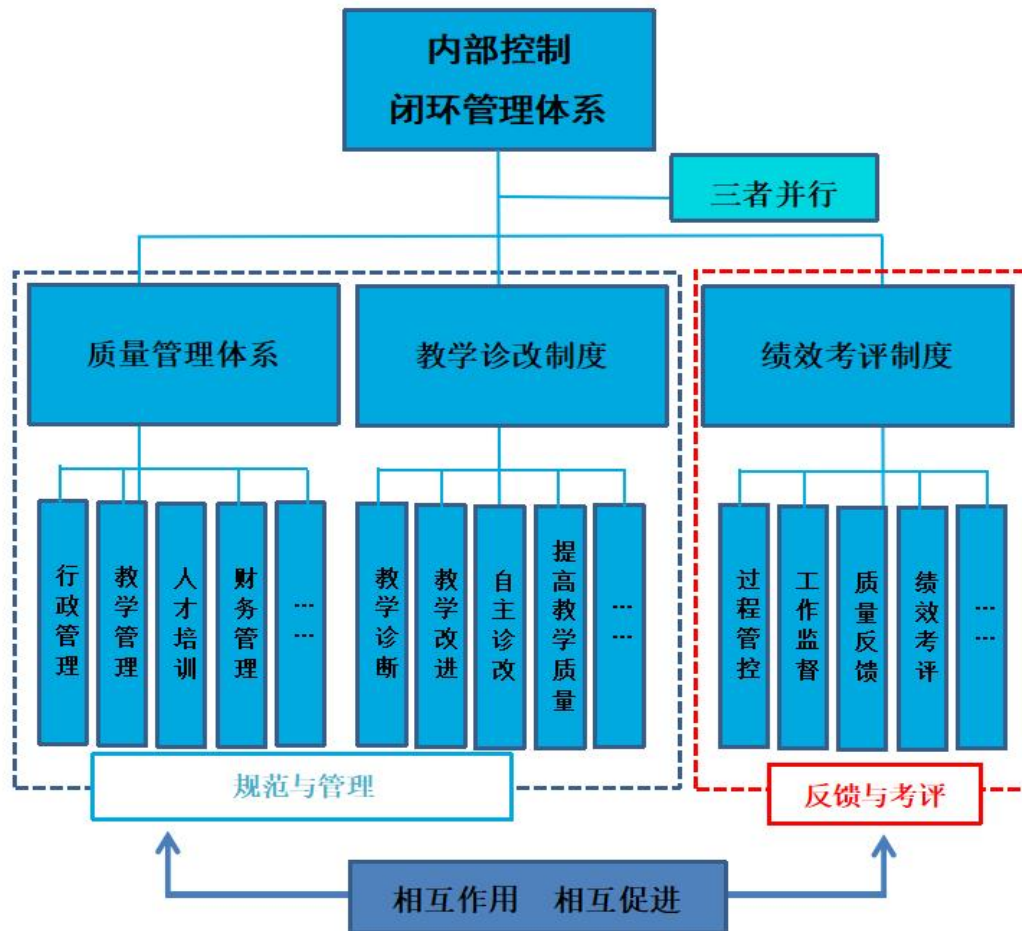 内部控制
闭环管理体系
三者并行
质量管理体系
教学诊改制度
绩效考评制度
行政管理
教学管理
人才培训
财务管理
……
教学诊断
教学改进
自主诊改
提高教学质量
……
过程管控
工作监督
质量反馈
绩效考评
……
规范与管理
反馈与考评
相互作用 相互促进